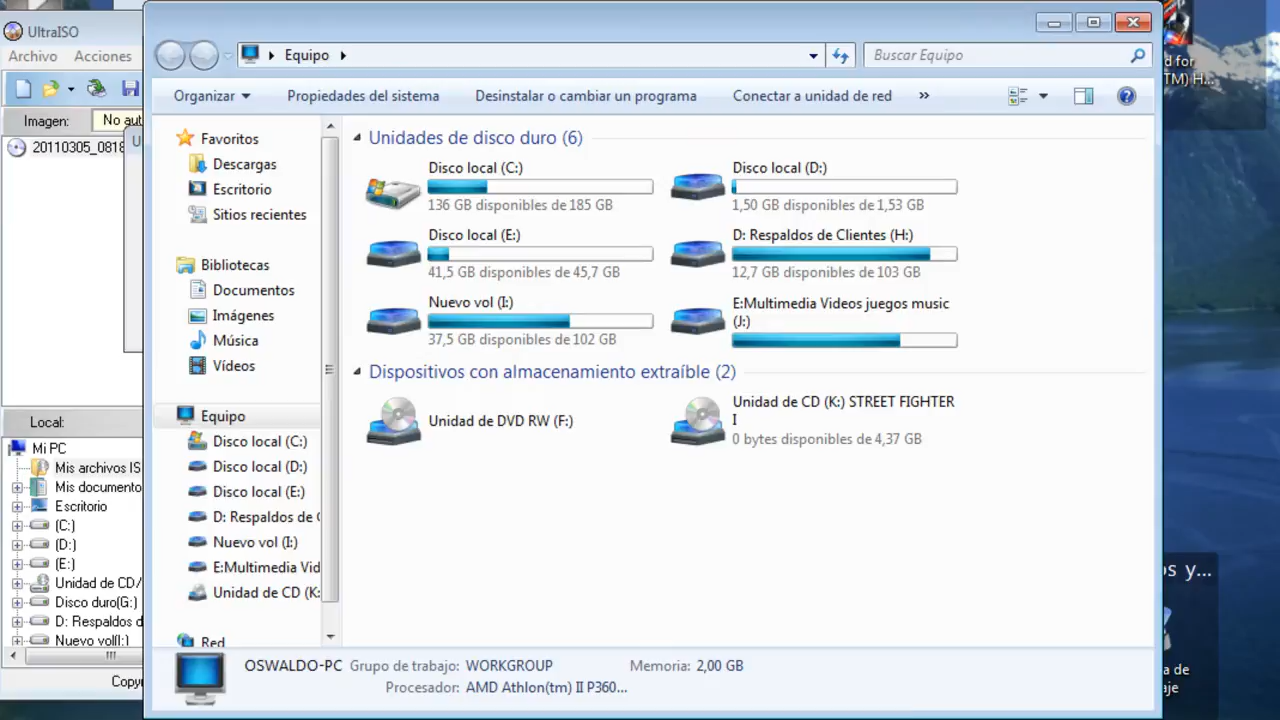 UltraISO
Archivo Acciones
Imagen: No aut
20110305_0818
U
Local:
Mi PC
Mis archivos IS
Mis documento
Escritorio
(C:)
(D:)
(E:)
Unidad de CD/
Disco duro(G:)
D: Respaldos d
Nuevo vol(I:)
Copy
Equipo
Buscar Equipo
Organizar Propiedades del sistema Desinstalar o cambiar un programa Conectar a unidad de red »
Favoritos
Descargas
Escritorio
Sitios recientes
Bibliotecas
Documentos
Imágenes
Música
Vídeos
Equipo
Disco local (C:)
Disco local (D:)
Disco local (E:)
D: Respaldos de C
Nuevo vol (I:)
E:Multimedia Vid
Unidad de CD (K:
Red
Unidades de disco duro (6)
Disco local (C:)
136 GB disponibles de 185 GB
Disco local (D:)
1,50 GB disponibles de 1,53 GB
Disco local (E:)
41,5 GB disponibles de 45,7 GB
D: Respaldos de Clientes (H:)
12,7 GB disponibles de 103 GB
Nuevo vol (I:)
37,5 GB disponibles de 102 GB
E:Multimedia Videos juegos music
(J:)
Dispositivos con almacenamiento extraíble (2)
Unidad de DVD RW (F:)
Unidad de CD (K:) STREET FIGHTER
I
0 bytes disponibles de 4,37 GB
OSWALDO-PC Grupo de trabajo: WORKGROUP Memoria: 2,00 GB
Procesador: AMD Athlon(tm) II P360...
d for
(TM) H...
os y...
a de
aje